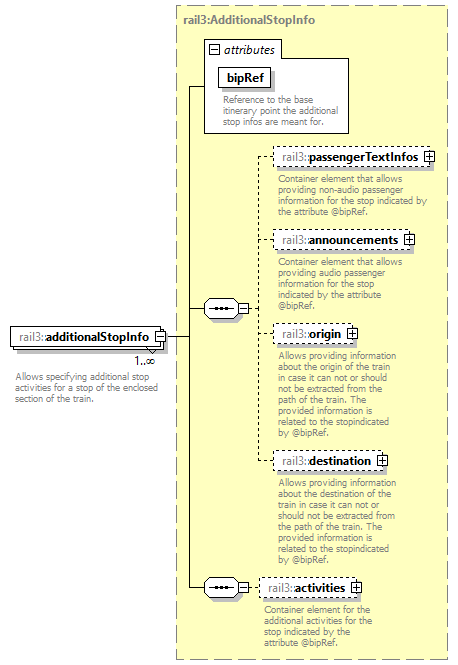 rail3:AdditionalStopInfo
attributes
bipRef
Reference to the base
itinerary point the additional
stop infos are meant for.
rail3::passengerTextInfos
Container element that allows
providing non-audio passenger
information for the stop indicated by
the attribute @bipRef.
rail3::announcements
Container element that allows
providing audio passenger
information for the stop
indicated by the attribute
@bipRef.
rail3::additionalStopInfo
1..∞
Allows specifying additional stop
activities for a stop of the enclosed
section of the train.
rail3::origin
Allows providing information
about the origin of the train
in case it can not or should
not be extracted from the
path of the train. The
provided information is
related to the stopindicated
by @bipRef.
rail3::destination
Allows providing information
about the destination of the
train in case it can not or
should not be extracted from
the path of the train. The
provided information is
related to the stopindicated
by @bipRef.
rail3::activities
Container element for the
additional activities for the
stop indicated by the
attribute @bipRef.